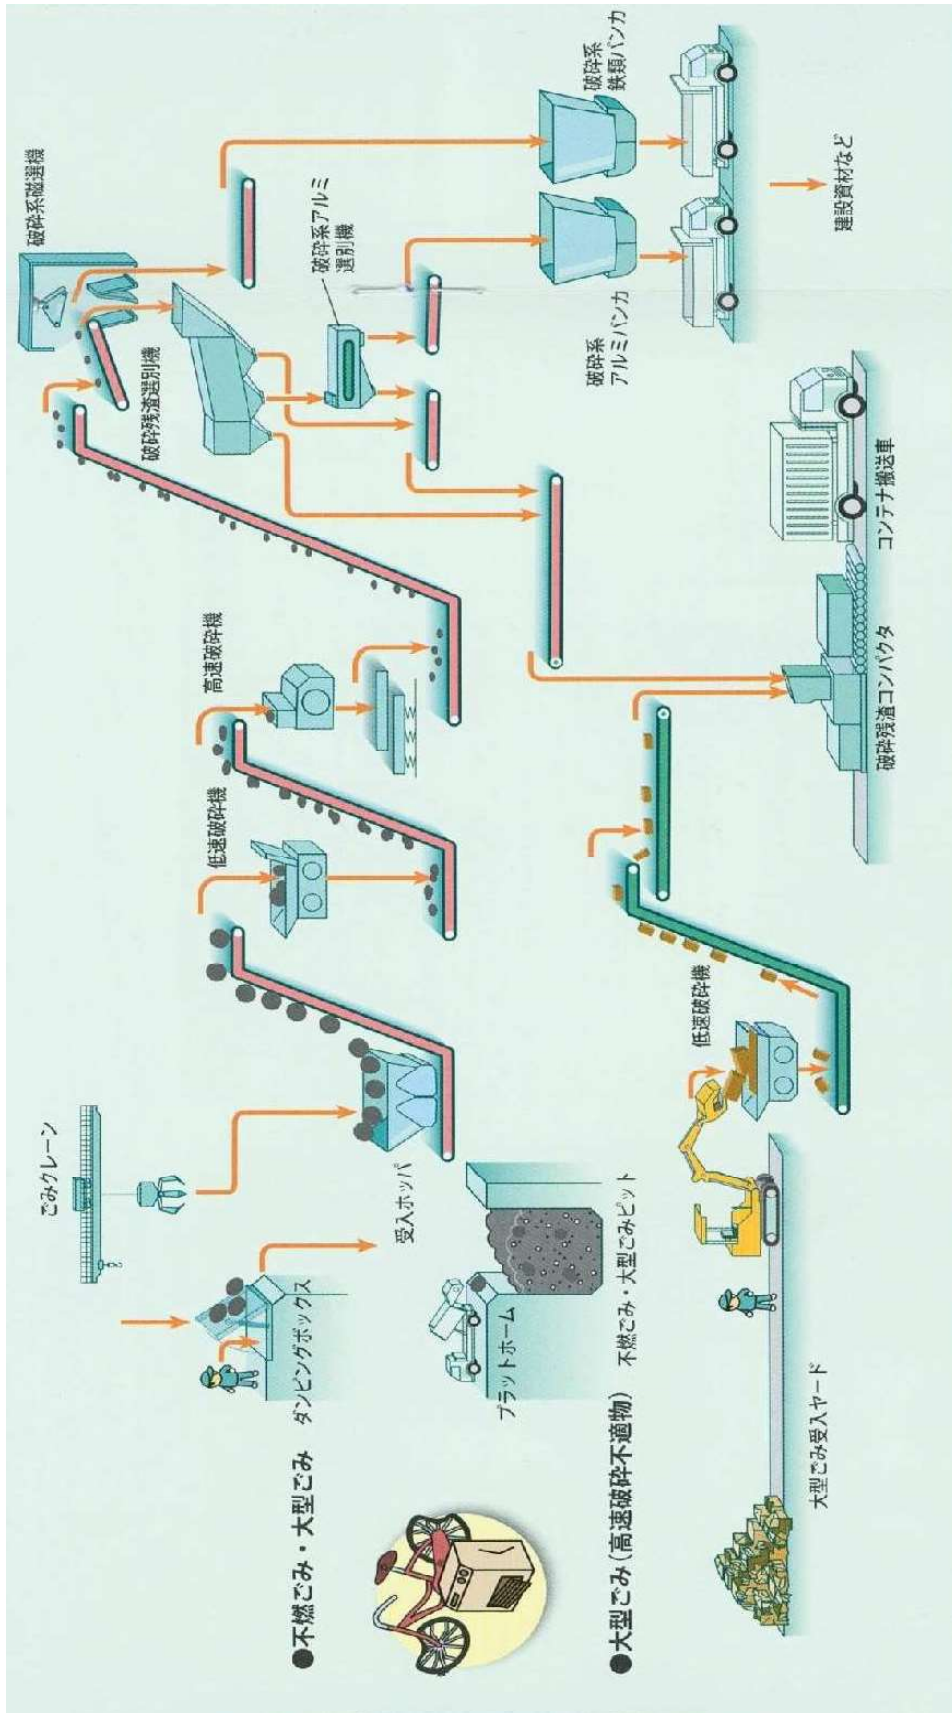 ●不燃ごみ・大型ごみ
ごみクレーン
ダンピングボックス
受入ホッパ
プラットホーム
不燃ごみ・大型ごみピット
低速破砕機
高速破砕機
破砕系磁選機
破砕残渣選別機
破砕系アルミ
選別機
破砕系
鉄類バンカ
破砕系
アルミバンカ
建設資材など
●大型ごみ(高速破砕不適物)
大型ごみ受入ヤード
低速破砕機
破砕残渣コンパクタ
コンテナ搬送車